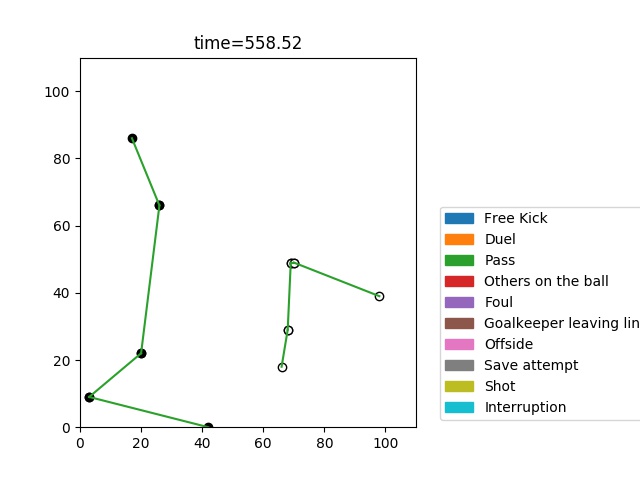 time=558.52
100
80
60
40
20
0
0 20 40 60 80 100
Free Kick
Duel
Pass
Others on the ball
Foul
Goalkeeper leaving lin
Offside
Save attempt
Shot
Interruption